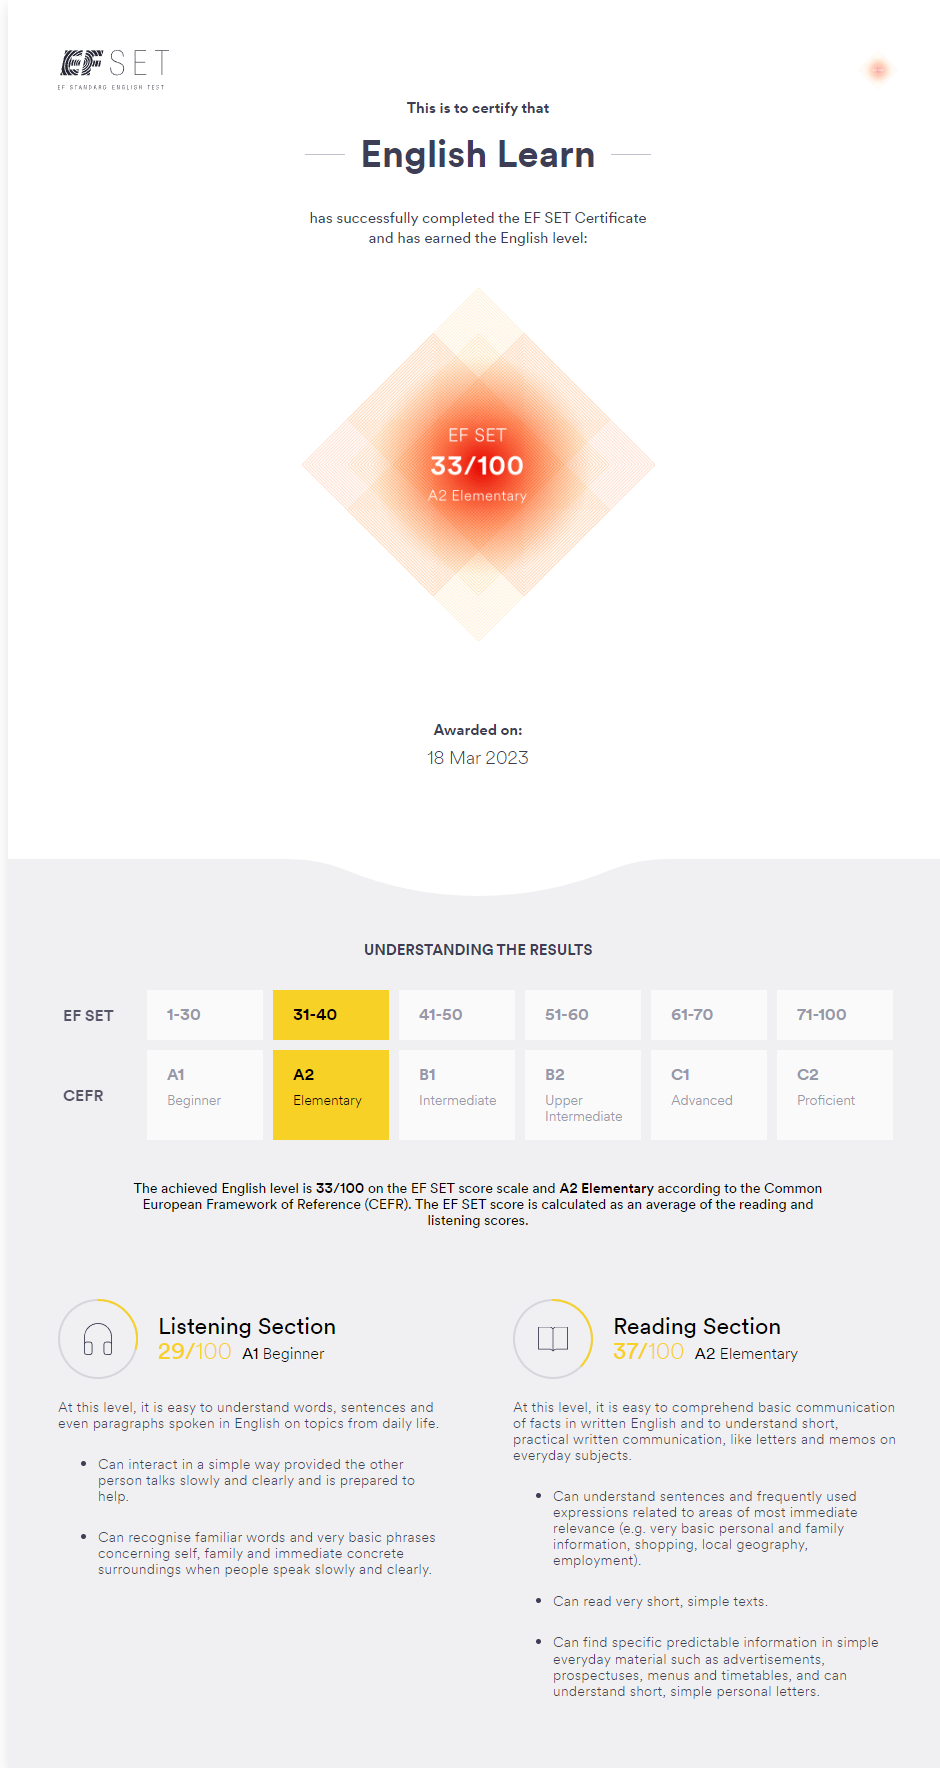 EF SET
EF STANDARD ENGLISH TEST
This is to certify that
English Learn
has successfully completed the EF SET Certificate
and has earned the English level:
EF SET
33/100
A2 Elementary
Awarded on:
18 Mar 2023
UNDERSTANDING THE RESULTS
EF SET 1-30 31-40 41-50 51-60 61-70 71-100
CEFR
A1 A2 B1 B2 C1 C2
Beginner Elementary Intermediate Upper Advanced Proficient
Intermediate
The achieved English level is 33/100 on the EF SET score scale and A2 Elementary according to the Common
European Framework of Reference (CEFR). The EF SET score is calculated as an average of the reading and
listening scores.
Listening Section
29/100 A1 Beginner
At this level, it is easy to understand words, sentences and
even paragraphs spoken in English on topics from daily life.
Can interact in a simple way provided the other
person talks slowly and clearly and is prepared to
help.
Can recognise familiar words and very basic phrases
concerning self, family and immediate concrete
surroundings when people speak slowly and clearly.
Reading Section
37/100 A2 Elementary
At this level, it is easy to comprehend basic communication
of facts in written English and to understand short,
practical written communication, like letters and memos on
everyday subjects.
Can understand sentences and frequently used
expressions related to areas of most immediate
relevance (e.g. very basic personal and family
information, shopping, local geography,
employment).
Can read very short, simple texts.
Can find specific predictable information in simple
everyday material such as advertisements,
prospectuses, menus and timetables, and can
understand short, simple personal letters.